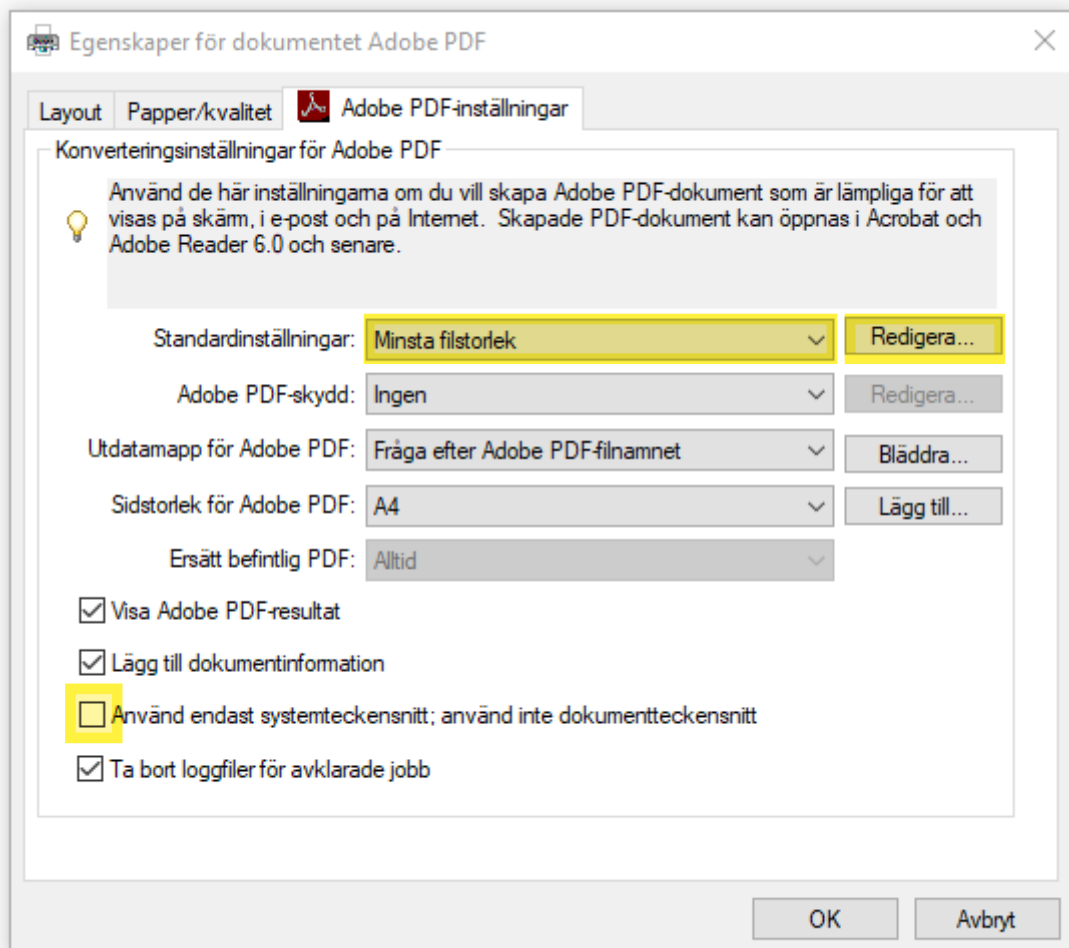 Egenskaper för dokumentet Adobe PDF
Layout
Papper/kvalitet
Adobe PDF-inställningar
Konverteringsinställningar för Adobe PDF
Använd de här inställningarna om du vill skapa Adobe PDF-dokument som är lämpliga för att
visas på skärm, i e-post och på Internet. Skapade PDF-dokument kan öppnas i Acrobat och
Adobe Reader 6.0 och senare.
Standardinställningar: Minsta filstorlek Redigera...
Adobe PDF-skydd: Ingen Redigera...
Utdatamapp för Adobe PDF: Fråga efter Adobe PDF-filnamnet Bläddra...
Sidstorlek för Adobe PDF: A4 Lägg till...
Ersätt befintlig PDF: Alltid
Visa Adobe PDF-resultat
Lägg till dokumentinformation
Använd endast systemteckensnitt; använd inte dokumentteckensnitt
Ta bort loggfiler för avklarade jobb
OK Avbryt